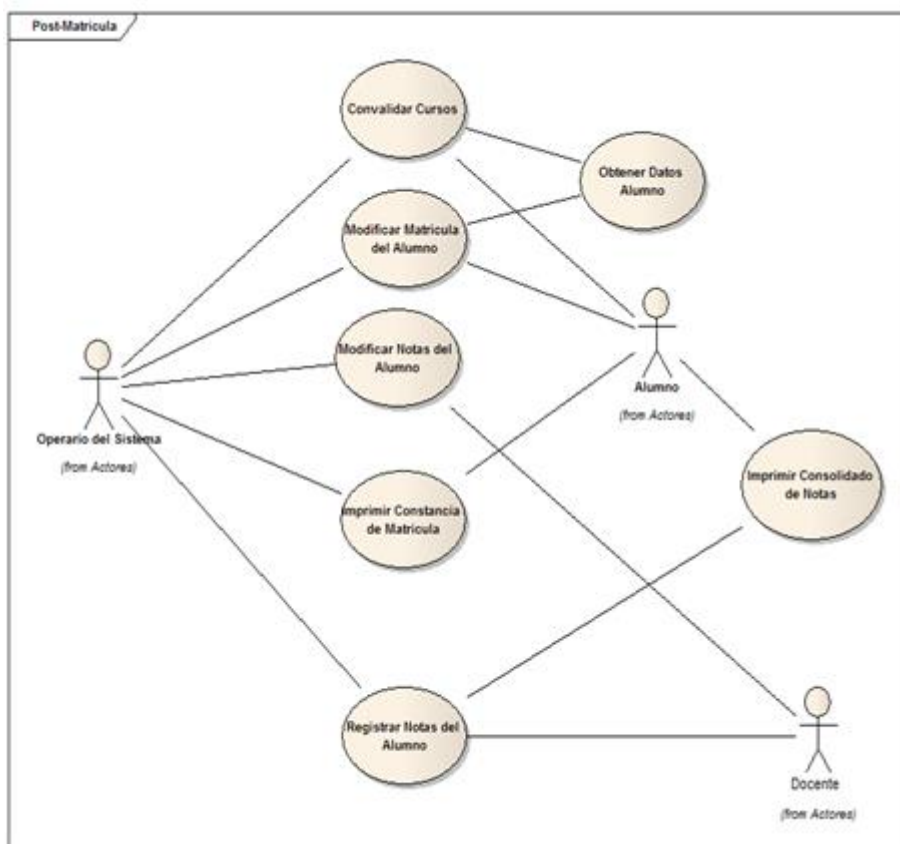 Post-Matricula
Convalidar Cursos
Obtener Datos
Alumno
Modificar Matricula
del Alumno
Modificar Notas del
Alumno
Alumno
(from Actores)
Operario del Sistema
(from Actores)
Imprimir Consolidado
de Notas
Imprimir Constancia
de Matricula
Registrar Notas del
Alumno
Docente
(from Actores)